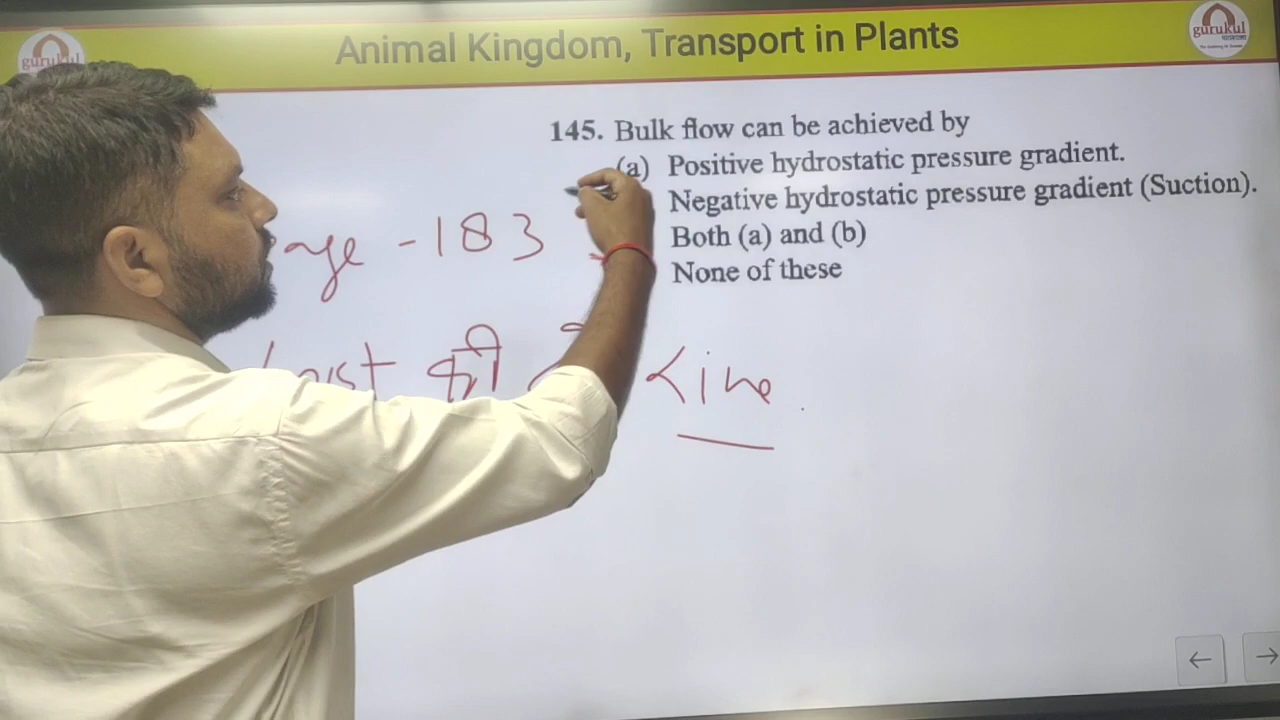 Animal Kingdom, Transport in Plants
gurukul
gurukul
145. Bulk flow can be achieved by
(a) Positive hydrostatic pressure gradient.
Negative hydrostatic pressure gradient (Suction).
Both (a) and (b)
None of these
-183
की
Line